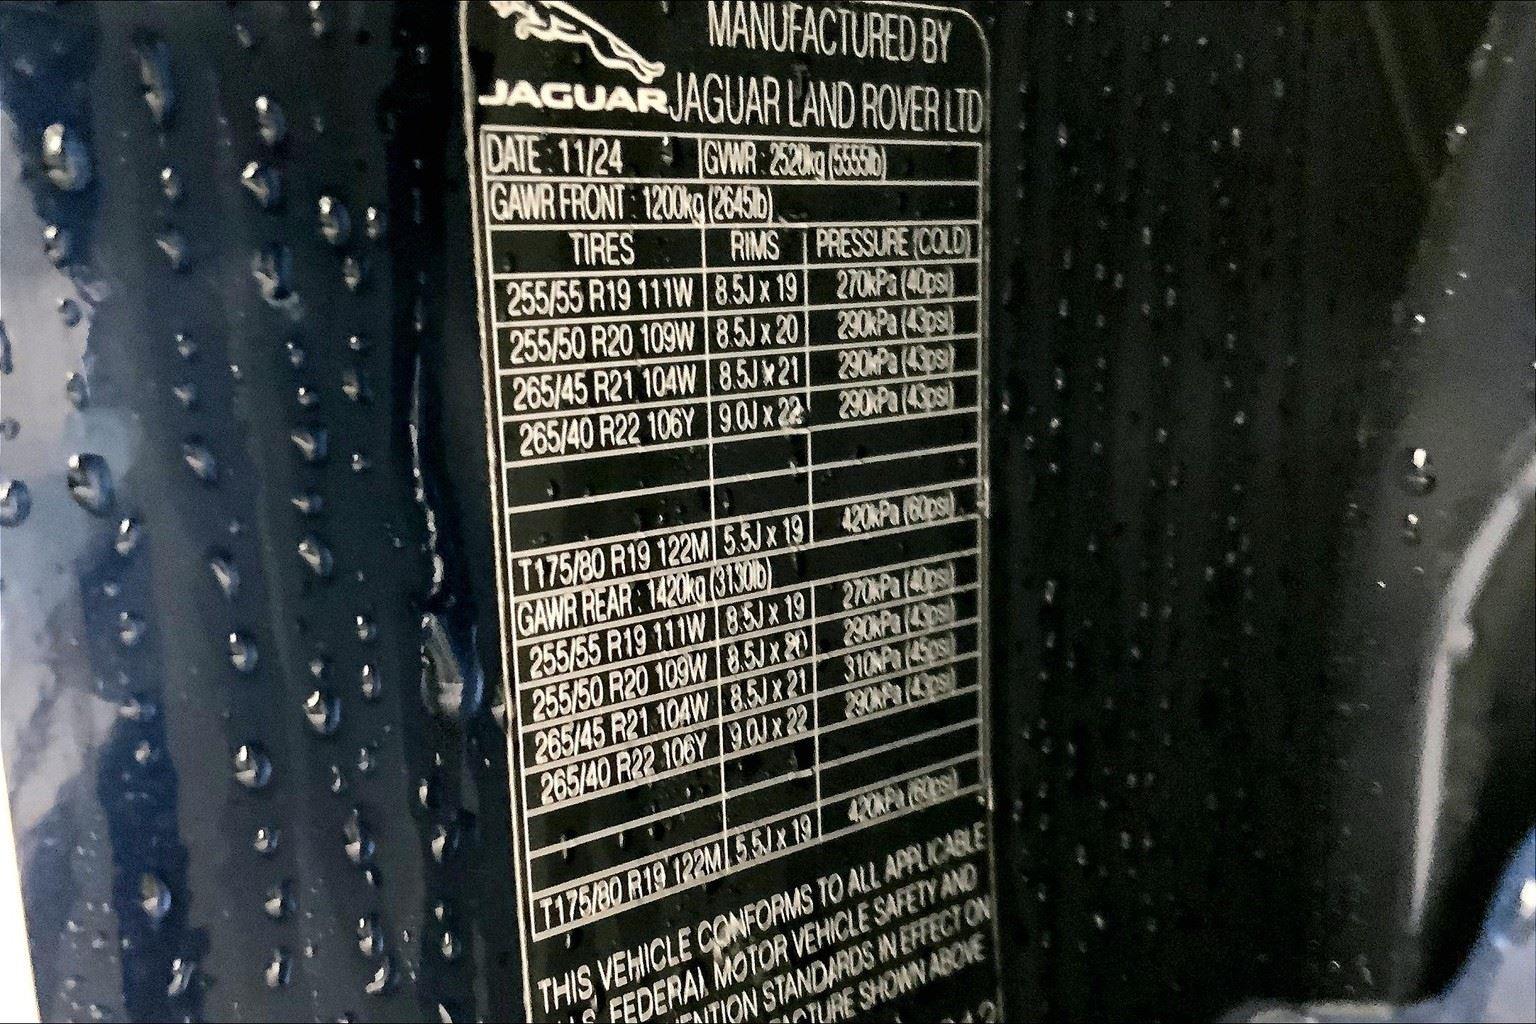 JAGUAR
MANUFACTURED BY
JAGUAR LAND ROVER LTD
DATE : 11/24 GVWR : 2520kg (5555lb)
GAWR FRONT : 1200kg (2645lb)
TIRES RIMS PRESSURE (COLD)
255/55 R19 111W 8.5J x 19 270kPa (40psi)
255/50 R20 109W 8.5J x 20 290kPa (43psi)
265/45 R21 104W 8.5J x 21 290kPa (43psi)
265/40 R22 106Y 9.0J x 22 290kPa (43psi)
T175/80 R19 122M 5.5J x 19 420kPa (60psi)
GAWR REAR : 1420kg (3130lb)
255/55 R19 111W 8.5J x 19 270kPa (40psi)
255/50 R20 109W 8.5J x 20 290kPa (43psi)
265/45 R21 104W 8.5J x 21 310kPa (45psi)
265/40 R22 106Y 9.0J x 22 290kPa (43psi)
T175/80 R19 122M 5.5J x 19 420kPa (60psi)
THIS VEHICLE CONFORMS TO ALL APPLICABLE
U.S. FEDERAL MOTOR VEHICLE SAFETY AND
STANDARDS IN EFFECT ON
SHOWN ABOVE